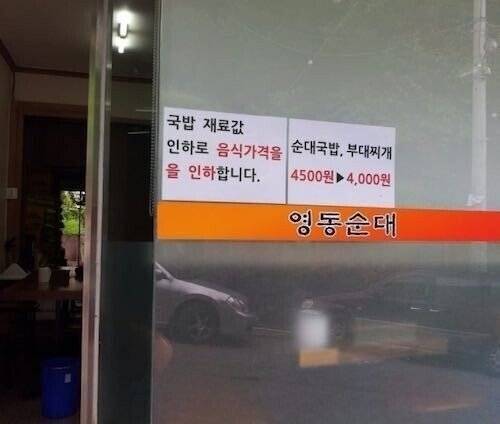 국밥 재료값
인하로 음식가격을
을 인하합니다.
순대국밥, 부대찌개
4500원▶4,000원
영동순대